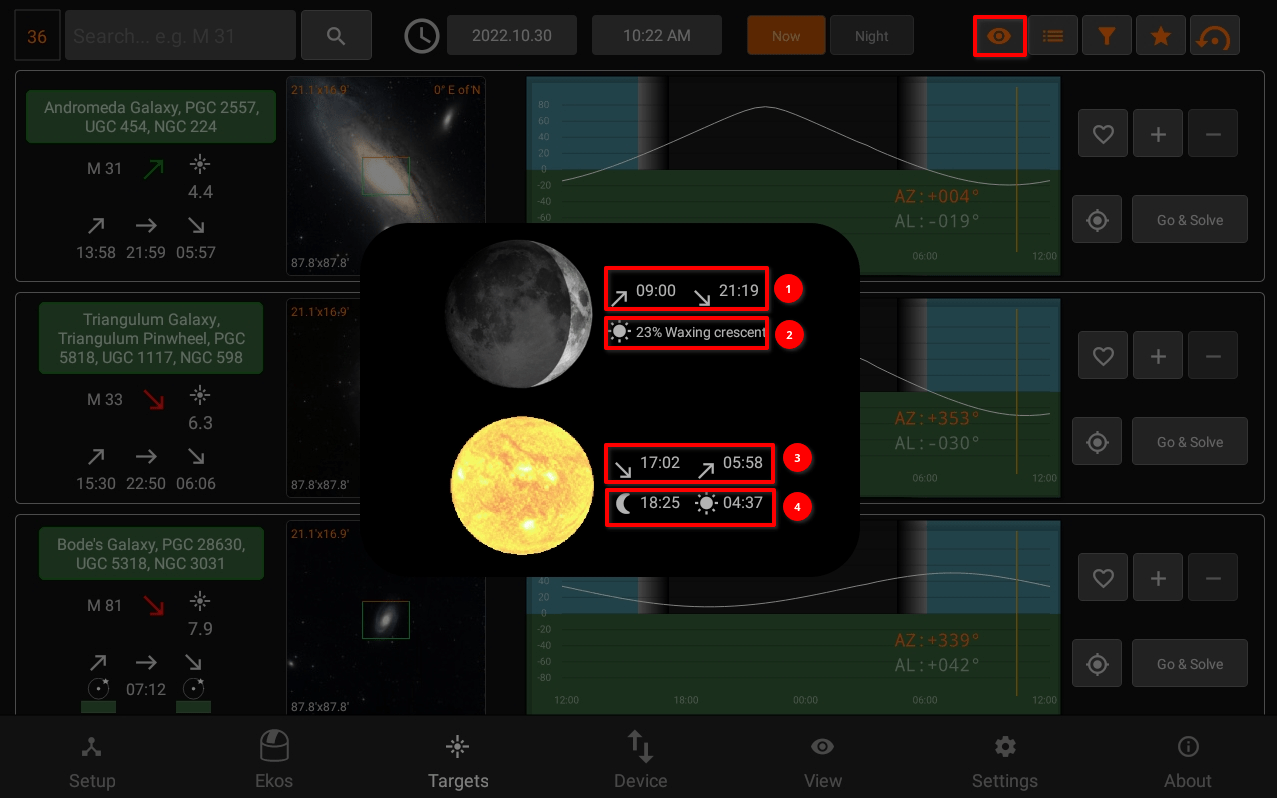 36
Search... e.g. M 31
2022.10.30
10:22 AM
Now
Night
Andromeda Galaxy, PGC 2557,
UGC 454, NGC 224
M 31
4.4
13:58 21:59 05:57
21.1'x16.9'
0° E of N
87.8'x87.8'
80
60
40
20
0
-20
-40
-60
AZ:+004°
AL:-019°
06:00
12:00
Go & Solve
Triangulum Galaxy,
Triangulum Pinwheel, PGC
5818, UGC 1117, NGC 598
M 33
6.3
15:30 22:50 06:06
21.1'x16.9'
87.8'x87.8'
AZ:+353°
AL:-030°
06:00
12:00
Go & Solve
09:00 21:19
1
23% Waxing crescent
2
17:02 05:58
3
18:25 04:37
4
Bode's Galaxy, PGC 28630,
UGC 5318, NGC 3031
M 81
7.9
07:12
21.1'x16.9'
87.8'x87.8'
40
20
0
-20
-40
-60
-80
AZ:+339°
AL:+042°
12:00
18:00
00:00
06:00
12:00
Go & Solve
Setup
Ekos
Targets
Device
View
Settings
About